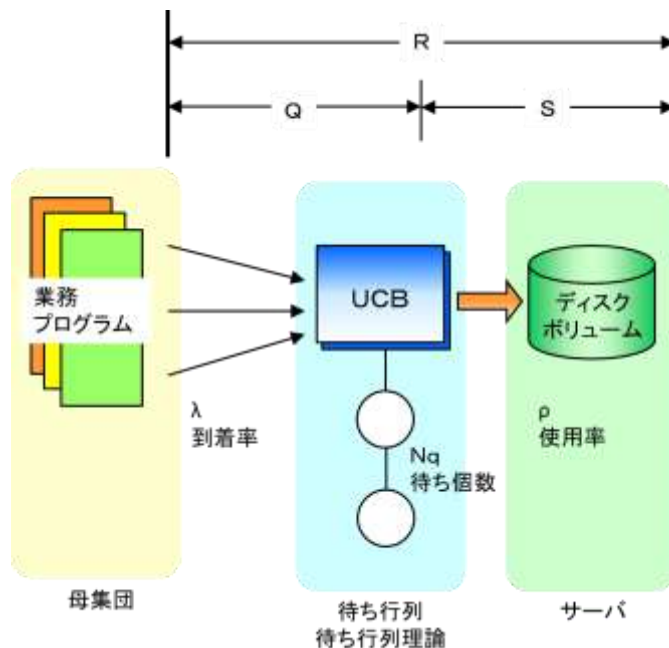 R
Q
S
業務
プログラム
UCB
ディスク
ボリューム
λ
到着率
Nq
待ち個数
ρ
使用率
母集団
待ち行列
待ち行列理論
サーバ